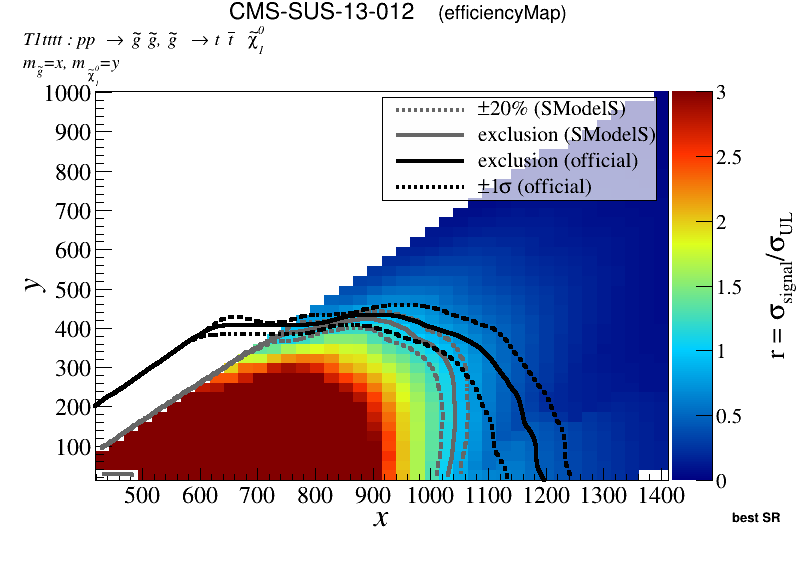 CMS-SUS-13-012 (efficiencyMap)
T1tttt : pp → g̃ g̃, g̃ → t t̄ χ̃⁰₁
m_g̃=x, m_χ̃⁰₁=y
±20% (SModelS)
exclusion (SModelS)
exclusion (official)
±1σ (official)
y
1000
900
800
700
600
500
400
300
200
100
500 600 700 800 900 1000 1100 1200 1300 1400
x
3
2.5
2
1.5
1
0.5
0
r = σ_signal/σ_UL
best SR